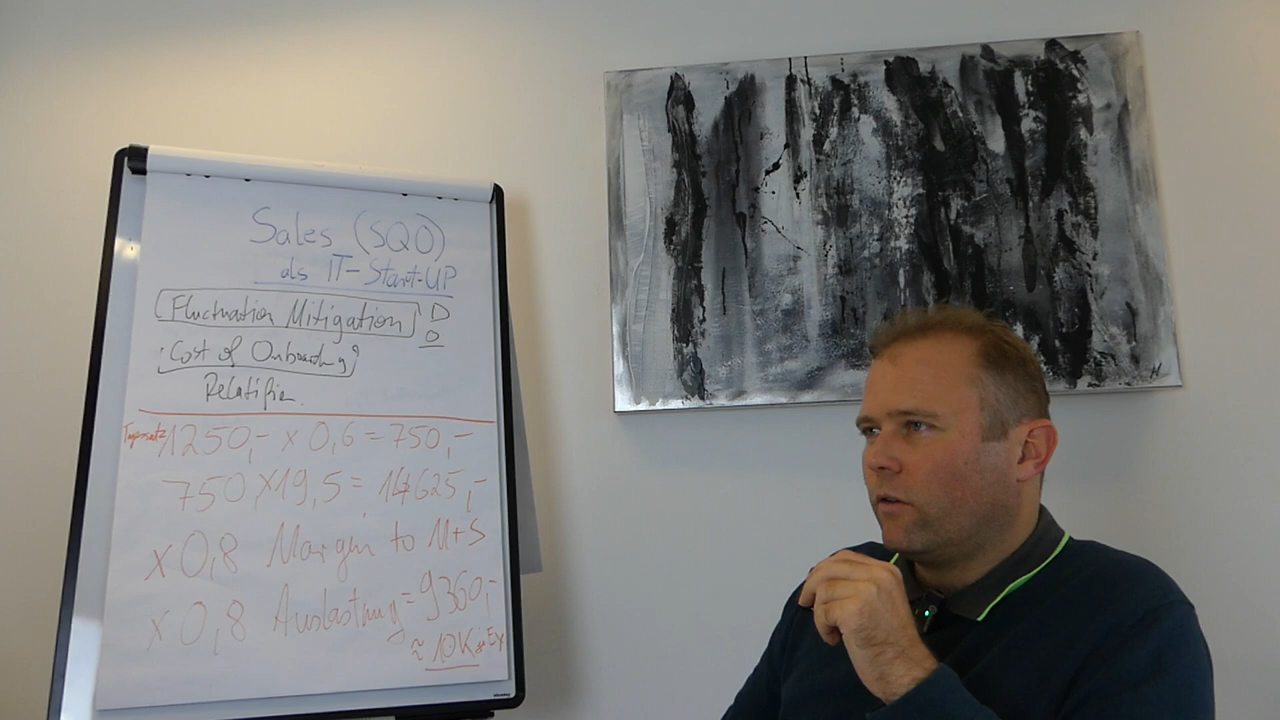 Sales (SQO)
als IT-Start-UP
Fluctuation Mitigation
D
O
Cost of Onboarding
Relatifier
Tagessatz 1250,- x 0,6 = 750,-
750 x 19,5 = 14625,-
x 0,8 Margin to M+S
x 0,8 Auslastung = 9360,-
≈ 10K